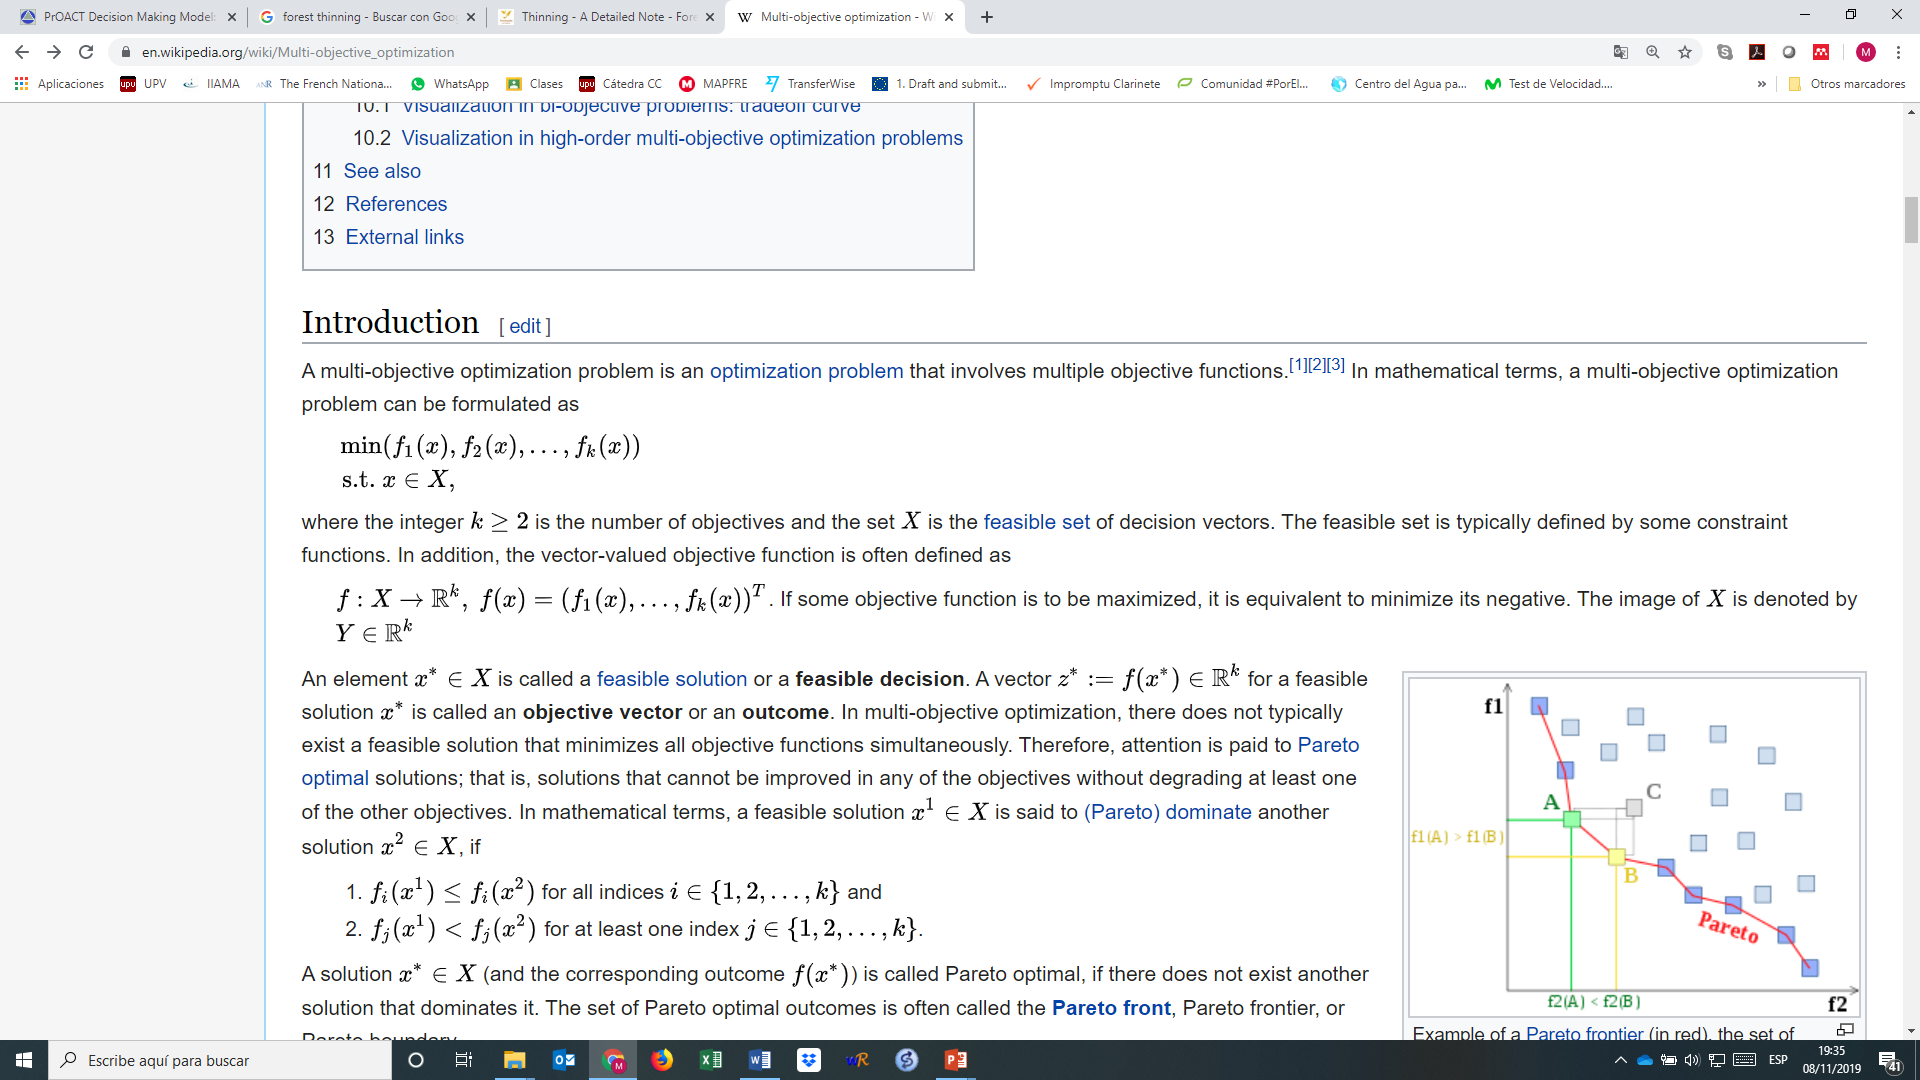 PrOACT Decision Making Model:
forest thinning - Buscar con Goo
Thinning - A Detailed Note - For
Multi-objective optimization - Wi
en.wikipedia.org/wiki/Multi-objective_optimization
Aplicaciones
UPV
IIAMA
The French Nationa...
WhatsApp
Clases
Cátedra CC
MAPFRE
TransferWise
1. Draft and submit...
Impromptu Clarinete
Comunidad #PorEl...
Centro del Agua pa...
Test de Velocidad....
»
Otros marcadores
10.1 Visualization in bi-objective problems: tradeoff curve
10.2 Visualization in high-order multi-objective optimization problems
11 See also
12 References
13 External links
Introduction [ edit ]
A multi-objective optimization problem is an optimization problem that involves multiple objective functions.[1][2][3] In mathematical terms, a multi-objective optimization
problem can be formulated as
min(f₁(x), f₂(x), . . . , fₖ(x))
s.t. x ∈ X,
where the integer k ≥ 2 is the number of objectives and the set X is the feasible set of decision vectors. The feasible set is typically defined by some constraint
functions. In addition, the vector-valued objective function is often defined as
f : X → ℝᵏ, f(x) = (f₁(x), . . . , fₖ(x))ᵀ. If some objective function is to be maximized, it is equivalent to minimize its negative. The image of X is denoted by
Y ∈ ℝᵏ
An element x* ∈ X is called a feasible solution or a feasible decision. A vector z* := f(x*) ∈ ℝᵏ for a feasible
solution x* is called an objective vector or an outcome. In multi-objective optimization, there does not typically
exist a feasible solution that minimizes all objective functions simultaneously. Therefore, attention is paid to Pareto
optimal solutions; that is, solutions that cannot be improved in any of the objectives without degrading at least one
of the other objectives. In mathematical terms, a feasible solution x¹ ∈ X is said to (Pareto) dominate another
solution x² ∈ X, if
1. fᵢ(x¹) ≤ fᵢ(x²) for all indices i ∈ {1, 2, . . . , k} and
2. fⱼ(x¹) < fⱼ(x²) for at least one index j ∈ {1, 2, . . . , k}.
A solution x* ∈ X (and the corresponding outcome f(x*)) is called Pareto optimal, if there does not exist another
solution that dominates it. The set of Pareto optimal outcomes is often called the Pareto front, Pareto frontier, or
Pareto boundary.
f1
A
C
f1(A) > f1(B)
B
Pareto
f2(A) < f2(B)
f2
Example of a Pareto frontier (in red), the set of
Escribe aquí para buscar
ESP
19:35
08/11/2019
41